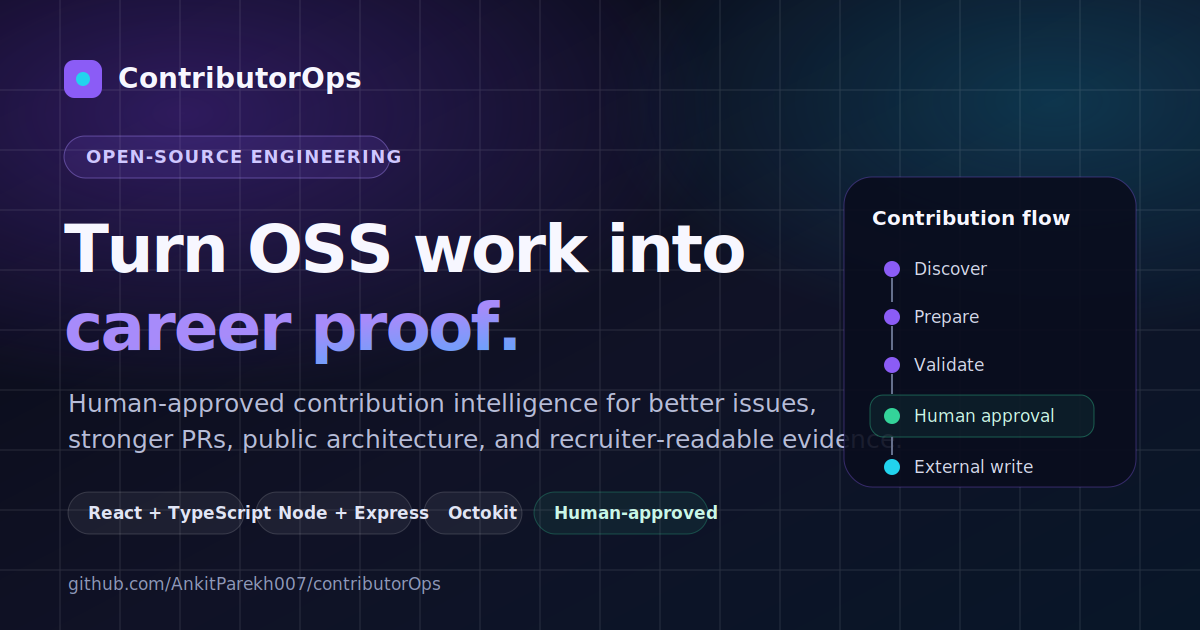 ContributorOps
OPEN-SOURCE ENGINEERING
Turn OSS work into
career proof.
Human-approved contribution intelligence for better issues,
stronger PRs, public architecture, and recruiter-readable evidence.
React + TypeScript
Node + Express
Octokit
Human-approved
github.com/AnkitParekh007/contributorOps
Contribution flow
Discover
Prepare
Validate
Human approval
External write